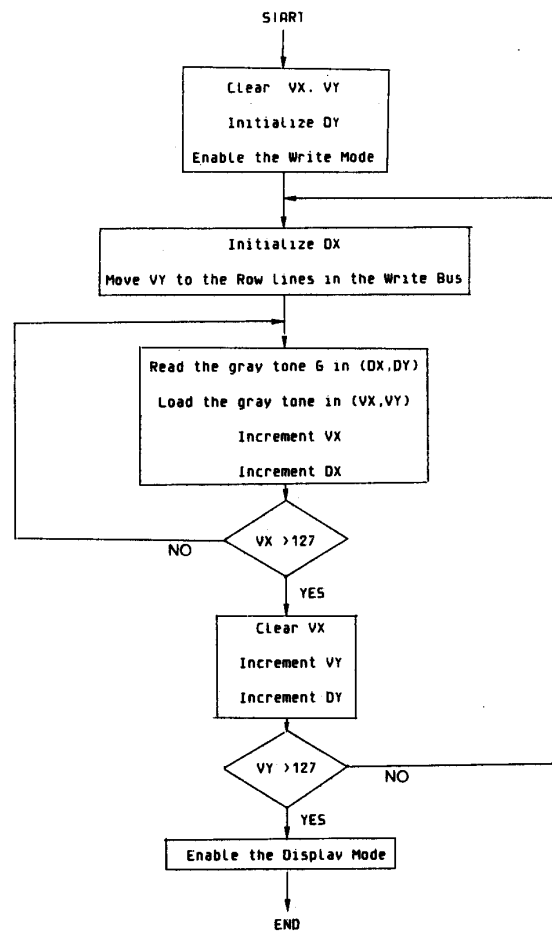 START
Clear VX. VY
Initialize DY
Enable the Write Mode
Initialize DX
Move VY to the Row lines in the Write Bus
Read the gray tone G in (DX,DY)
Load the gray tone in (VX,VY)
Increment VX
Increment DX
VX >127
NO
YES
Clear VX
Increment VY
Increment DY
VY >127
NO
YES
Enable the Display Mode
END